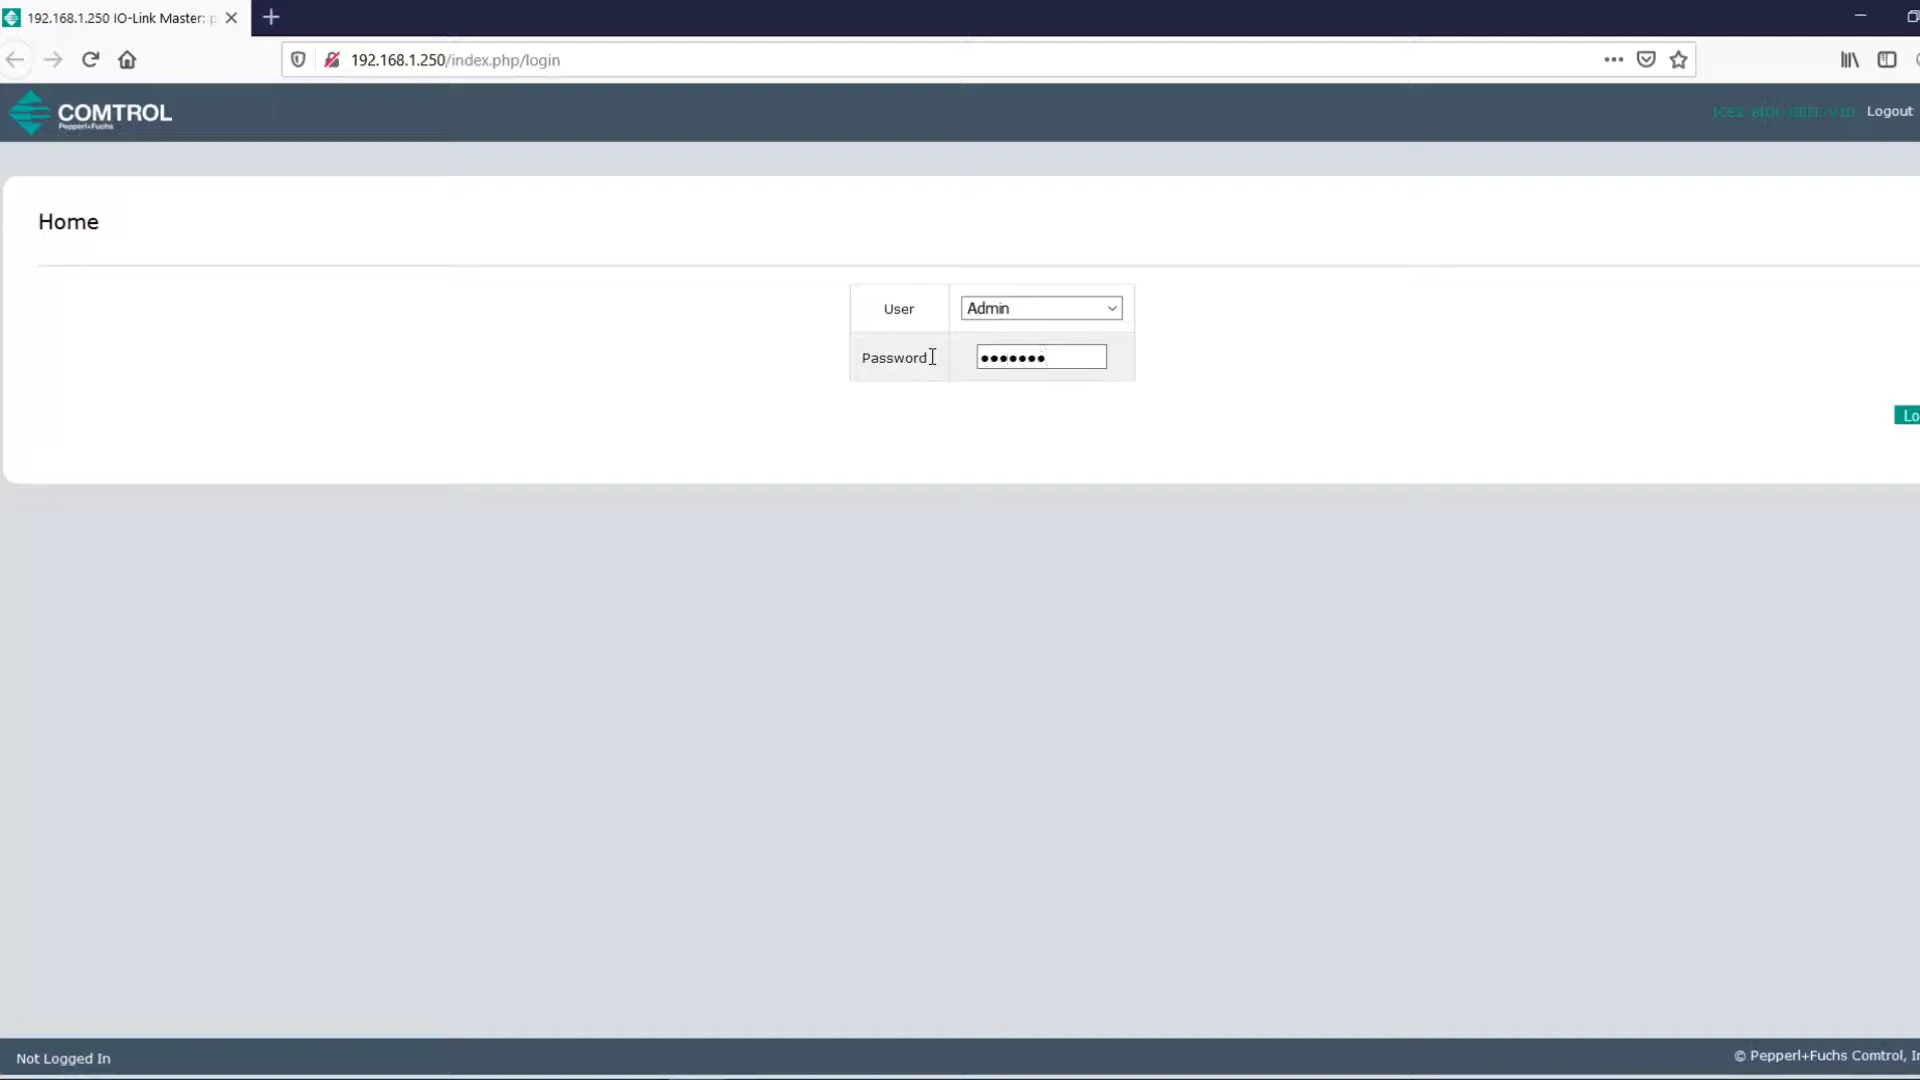 192.168.1.250 IO-Link Master:
192.168.1.250/index.php/login
COMTROL
Pepperl+Fuchs
Logout
Home
User
Admin
Password
●●●●●●●
Lo
Not Logged In
© Pepperl+Fuchs Comtrol, In